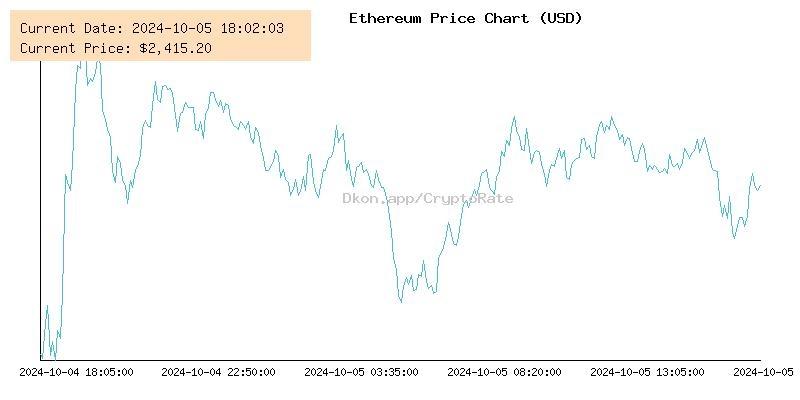 Ethereum Price Chart (USD)
Current Date: 2024-10-05 18:02:03
Current Price: $2,415.20
Dkon.app/CryptoRate
2024-10-04 18:05:00 2024-10-04 22:50:00 2024-10-05 03:35:00 2024-10-05 08:20:00 2024-10-05 13:05:00 2024-10-05